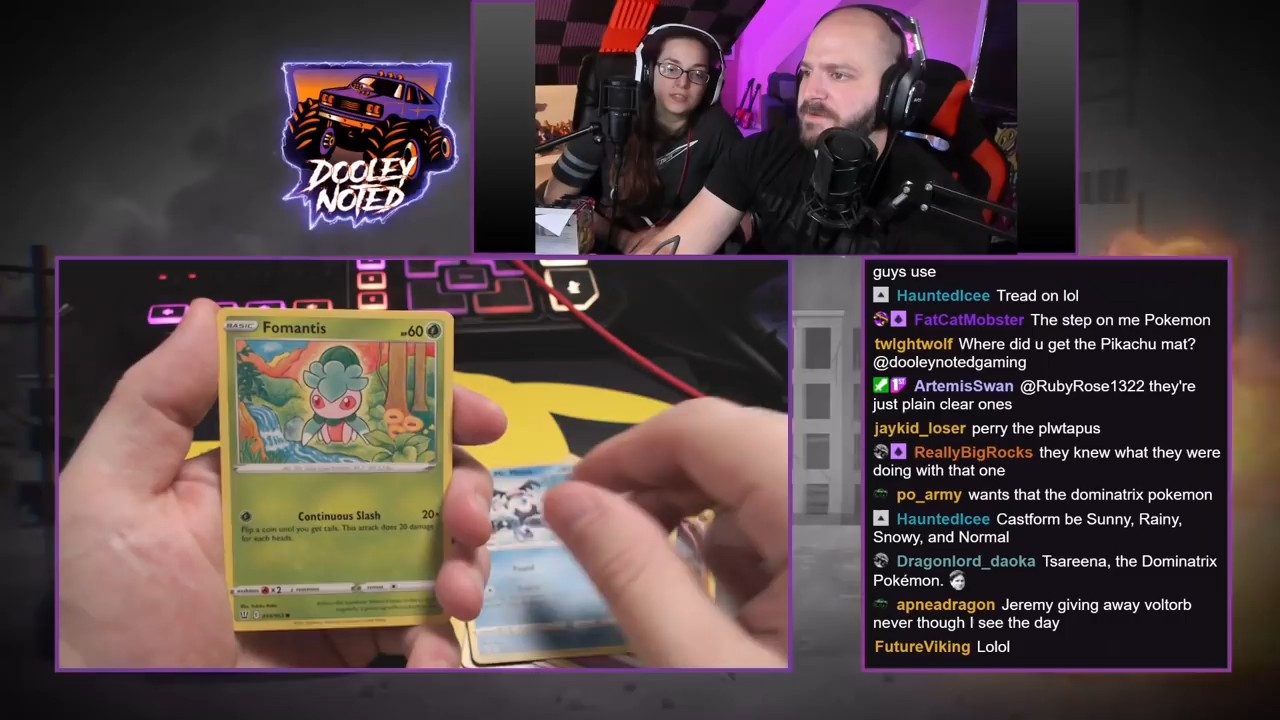 DOOLEY
NOTED
BASIC Fomantis HP60
Continuous Slash 20×
Flip a coin until you get tails. This attack does 20 damage
for each heads.
×2
guys use
HauntedIcee Tread on lol
FatCatMobster The step on me Pokemon
twIghtwolf Where did u get the Pikachu mat?
@dooleynotedgaming
ArtemisSwan @RubyRose1322 they're
just plain clear ones
jaykid_loser perry the plwtapus
ReallyBigRocks they knew what they were
doing with that one
po_army wants that the dominatrix pokemon
HauntedIcee Castform be Sunny, Rainy,
Snowy, and Normal
Dragonlord_daoka Tsareena, the Dominatrix
Pokémon.
apneadragon Jeremy giving away voltorb
never though I see the day
FutureViking Lolol